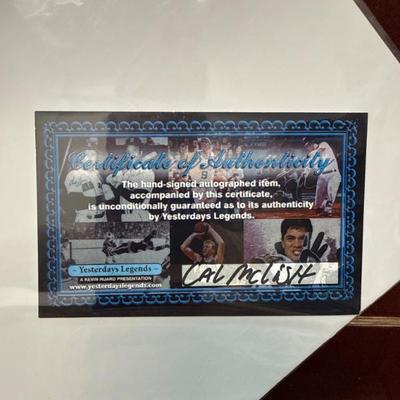 Certificate of Authenticity
The hand-signed autographed item,
accompanied by this certificate,
is unconditionally guaranteed as to its authenticity
by Yesterdays Legends.
~ Yesterdays Legends ~
A KEVIN HUARD PRESENTATION
www.yesterdayslegends.com
CAL MCLISH